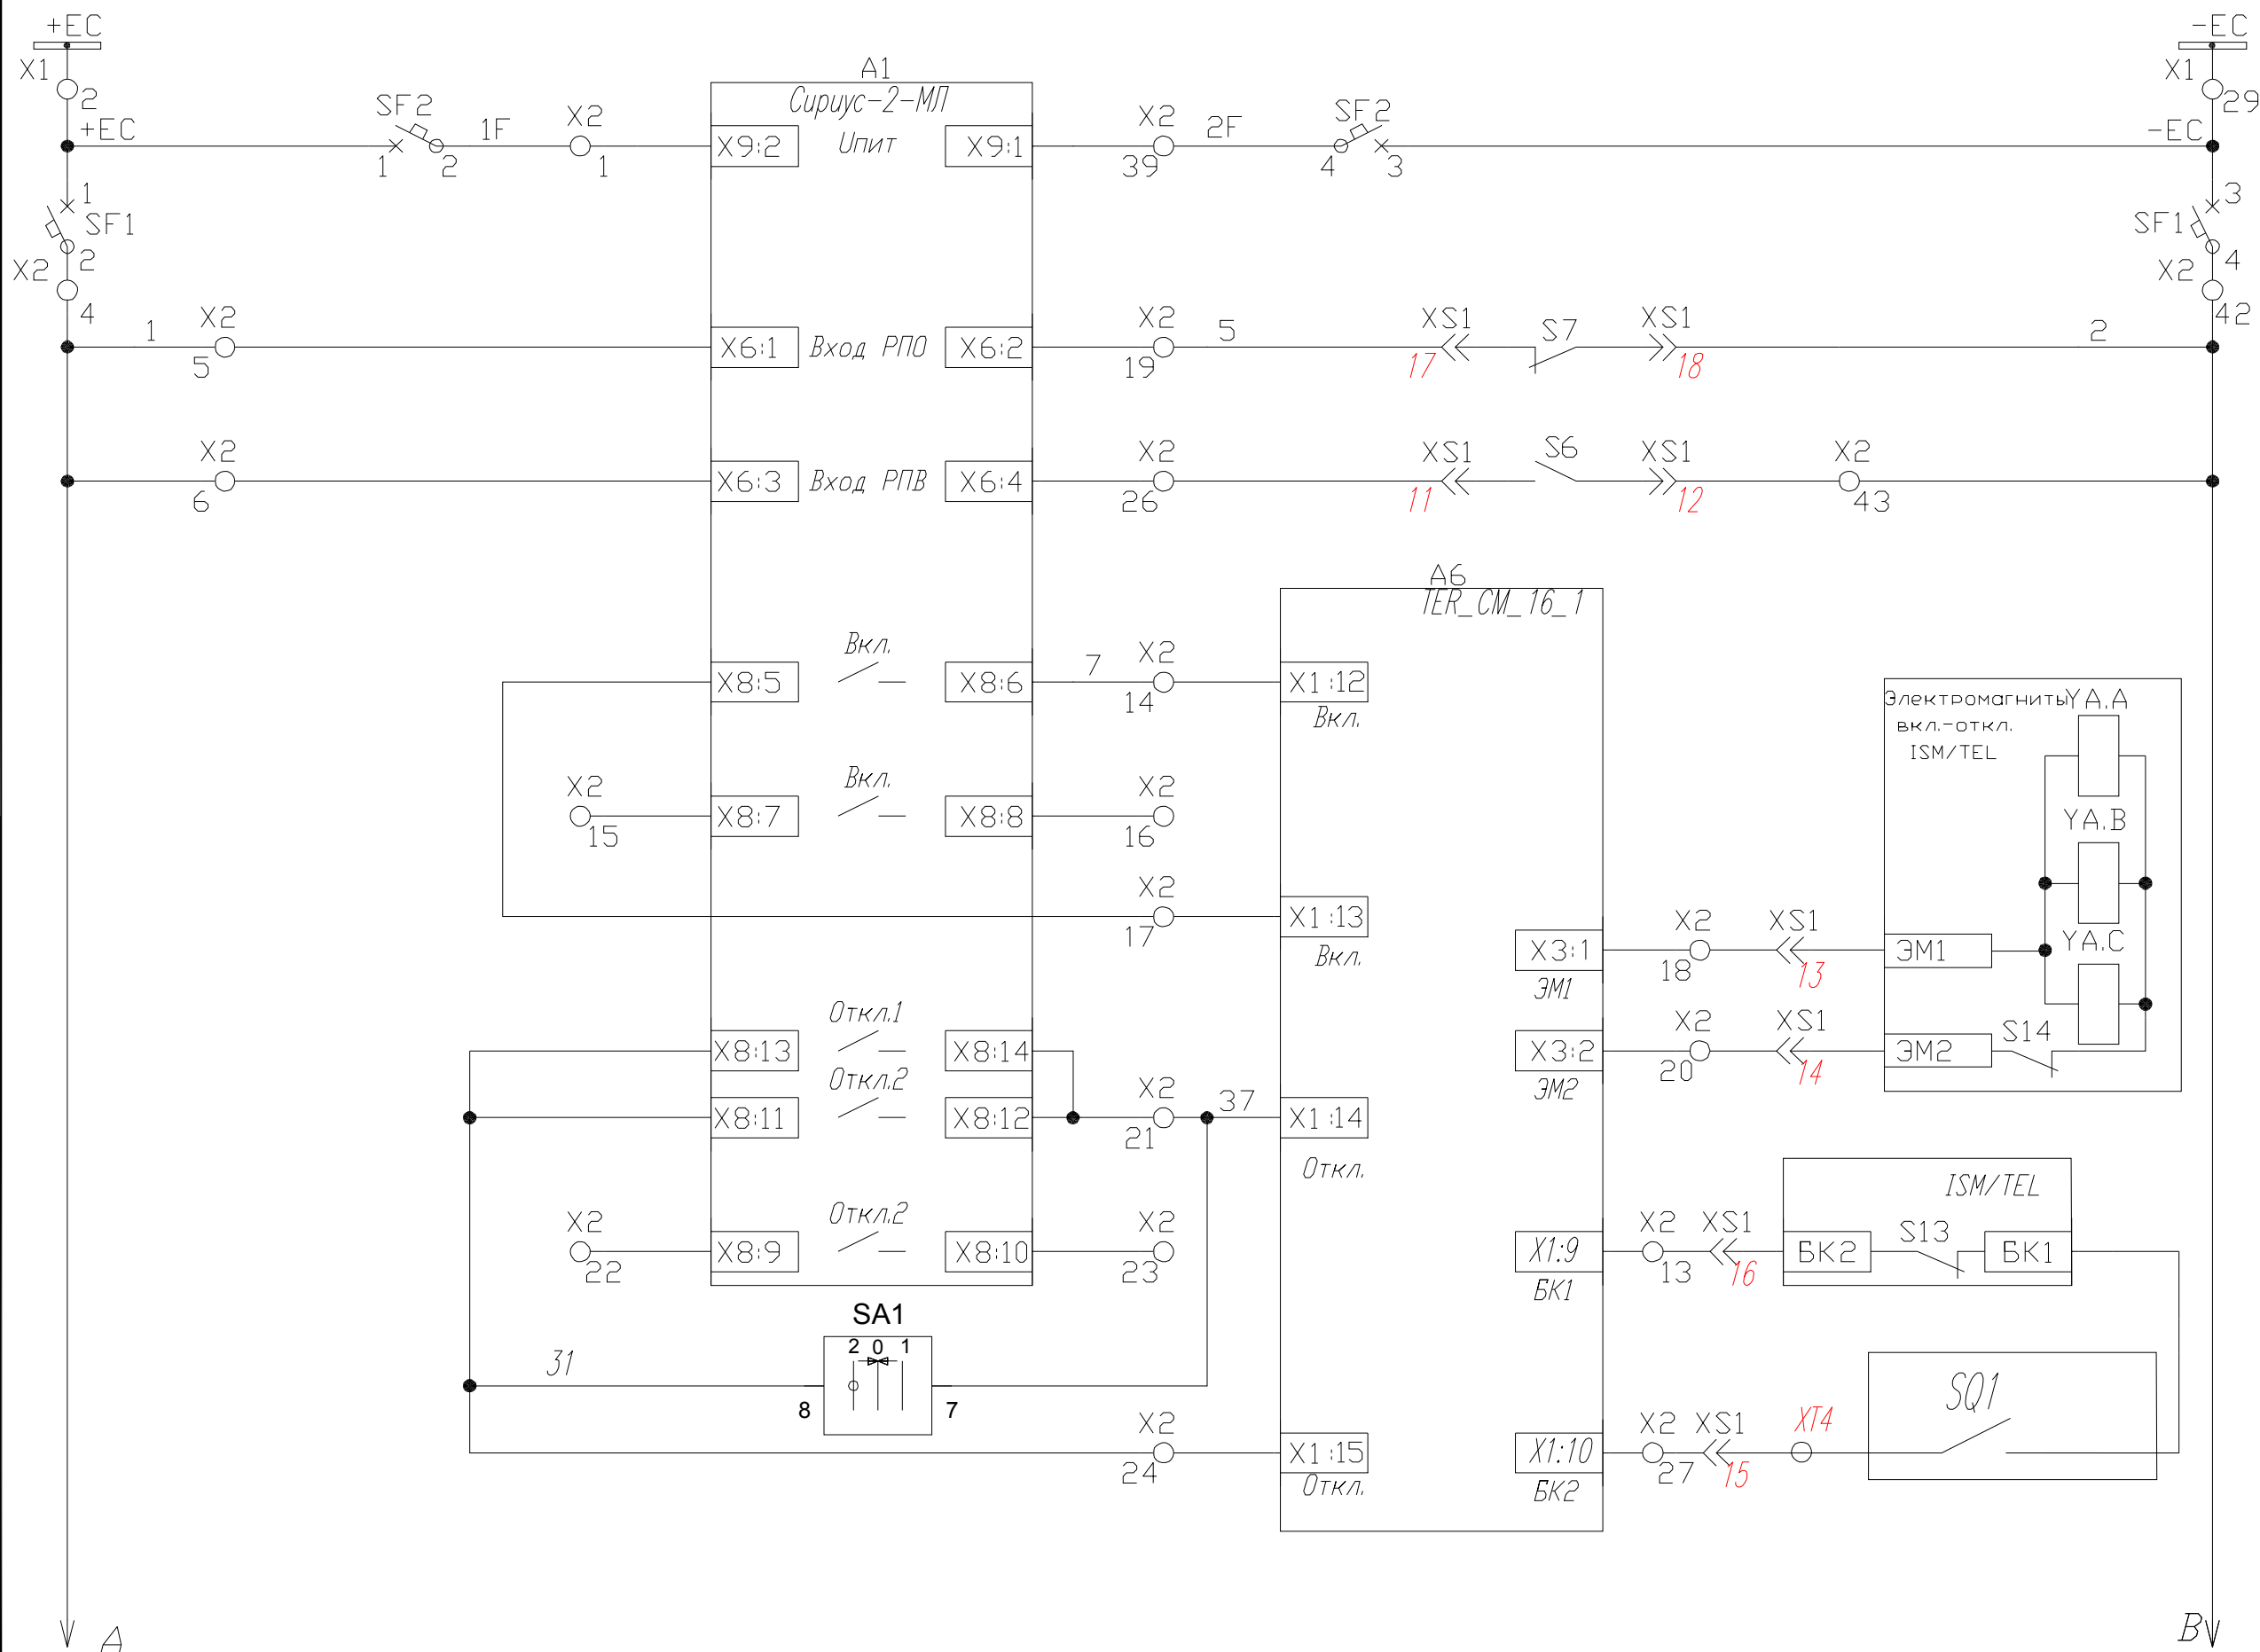 +EC
-EC
X1
2
X1
29
A1
Сириус-2-МП
+EC
SF2
1F
X2
X9:2
Uпит
X9:1
X2
2F
SF2
-EC
1
2
1
39
4
3
1
SF1
2
3
SF1
4
X2
4
X2
42
1
X2
5
X6:1
Вход РПО
X6:2
X2
19
5
XS1
17
S7
XS1
18
2
X2
6
X6:3
Вход РПВ
X6:4
X2
26
XS1
11
S6
XS1
12
X2
43
A6
TER_CM_16_1
Вкл.
X8:5
X8:6
7
X2
14
X1:12
Вкл.
Электромагниты
вкл.-откл.
ISM/TEL
YA.A
YA.B
YA.C
Вкл.
X2
15
X8:7
X8:8
X2
16
X2
17
X1:13
Вкл.
X3:1
ЭМ1
X2
18
XS1
13
ЭМ1
Откл.1
X8:13
X8:14
X3:2
ЭМ2
X2
20
XS1
14
ЭМ2
S14
Откл.2
X8:11
X8:12
X2
21
37
X1:14
Откл.
Откл.2
X2
22
X8:9
X8:10
X2
23
X1:9
БК1
X2
13
XS1
16
ISM/TEL
БК2
S13
БК1
SA1
2 0 1
31
8
7
X2
24
X1:15
Откл.
X1:10
БК2
X2
27
XS1
15
XT4
SQ1
A
B